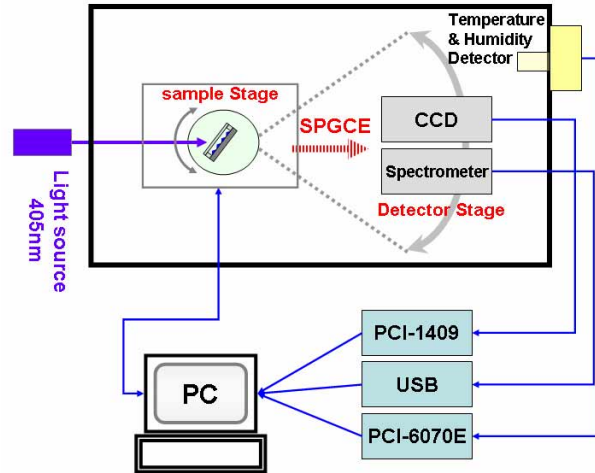 Temperature
& Humidity
Detector
sample Stage
SPGCE
CCD
Spectrometer
Detector Stage
Light source
405nm
PCI-1409
PC
USB
PCI-6070E